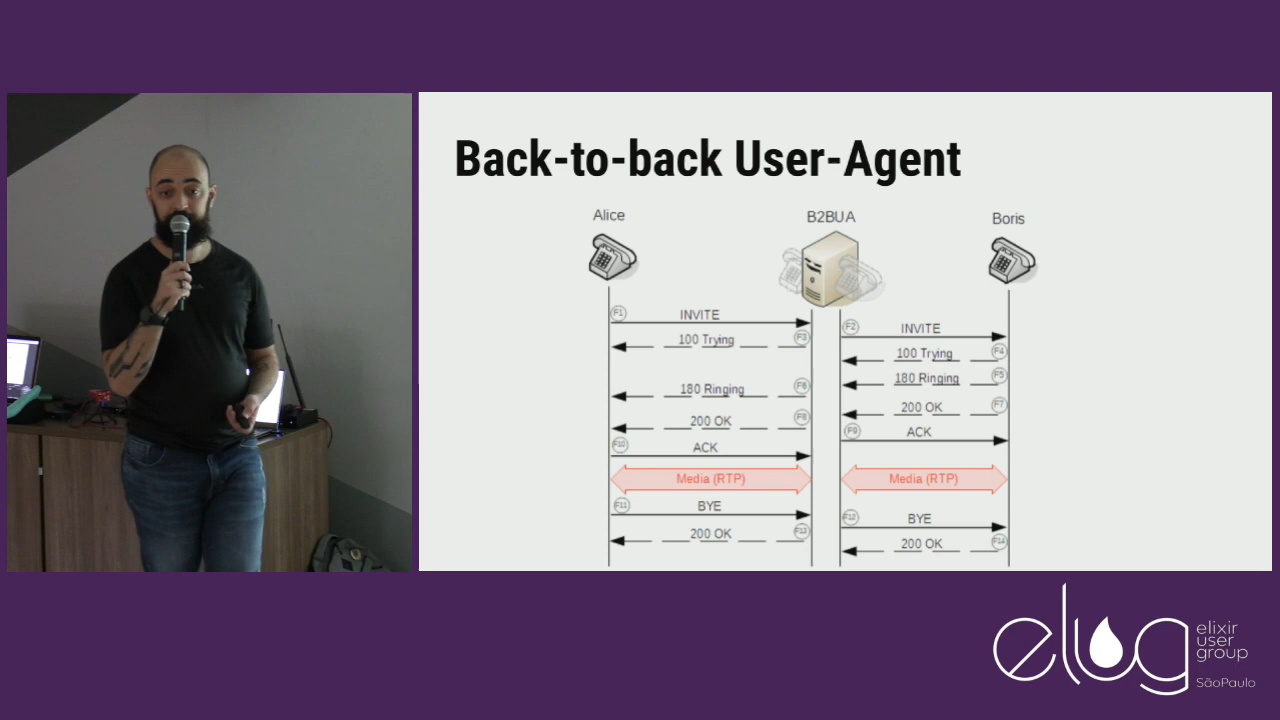 Back-to-back User-Agent
Alice
B2BUA
Boris
F1
INVITE
F2
INVITE
100 Trying
F3
100 Trying
F4
180 Ringing
F5
180 Ringing
F6
200 OK
F7
200 OK
F8
ACK
F9
F10
ACK
Media (RTP)
Media (RTP)
F11
BYE
F12
BYE
200 OK
F13
200 OK
F14
elug
elixir
user
group
SãoPaulo